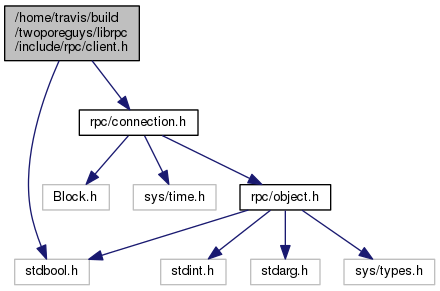 /home/travis/build
/twoporeguys/librpc
/include/rpc/client.h
rpc/connection.h
Block.h
sys/time.h
rpc/object.h
stdbool.h
stdint.h
stdarg.h
sys/types.h